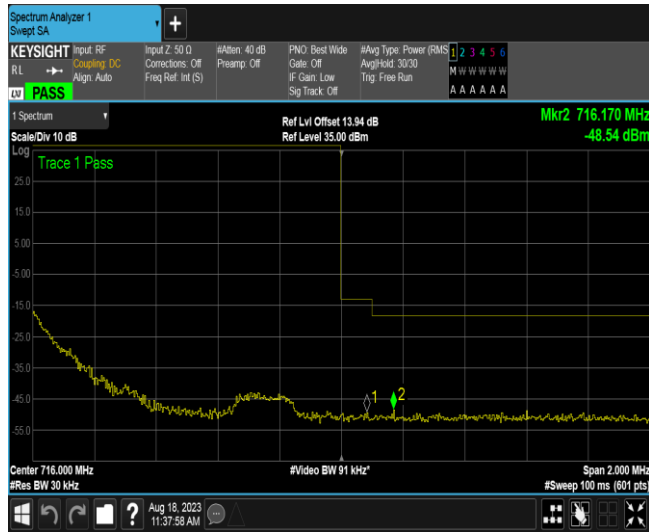 Spectrum Analyzer 1
Swept SA
+
KEYSIGHT
RL
LXI PASS
Input: RF
Coupling: DC
Align: Auto
Input Z: 50 Ω
Corrections: Off
Freq Ref: Int (S)
#Atten: 40 dB
Preamp: Off
PNO: Best Wide
Gate: Off
IF Gain: Low
Sig Track: Off
#Avg Type: Power (RMS
Avg|Hold: 30/30
Trig: Free Run
1 2 3 4 5 6
M W W W W W
A A A A A A
1 Spectrum
Scale/Div 10 dB
Ref Lvl Offset 13.94 dB
Ref Level 35.00 dBm
Mkr2 716.170 MHz
-48.54 dBm
Log
Trace 1 Pass
25.0
15.0
5.00
-5.00
-15.0
-25.0
-35.0
-45.0
-55.0
1
2
Center 716.000 MHz
#Res BW 30 kHz
#Video BW 91 kHz*
Span 2.000 MHz
#Sweep 100 ms (601 pts)
?
Aug 18, 2023
11:37:58 AM